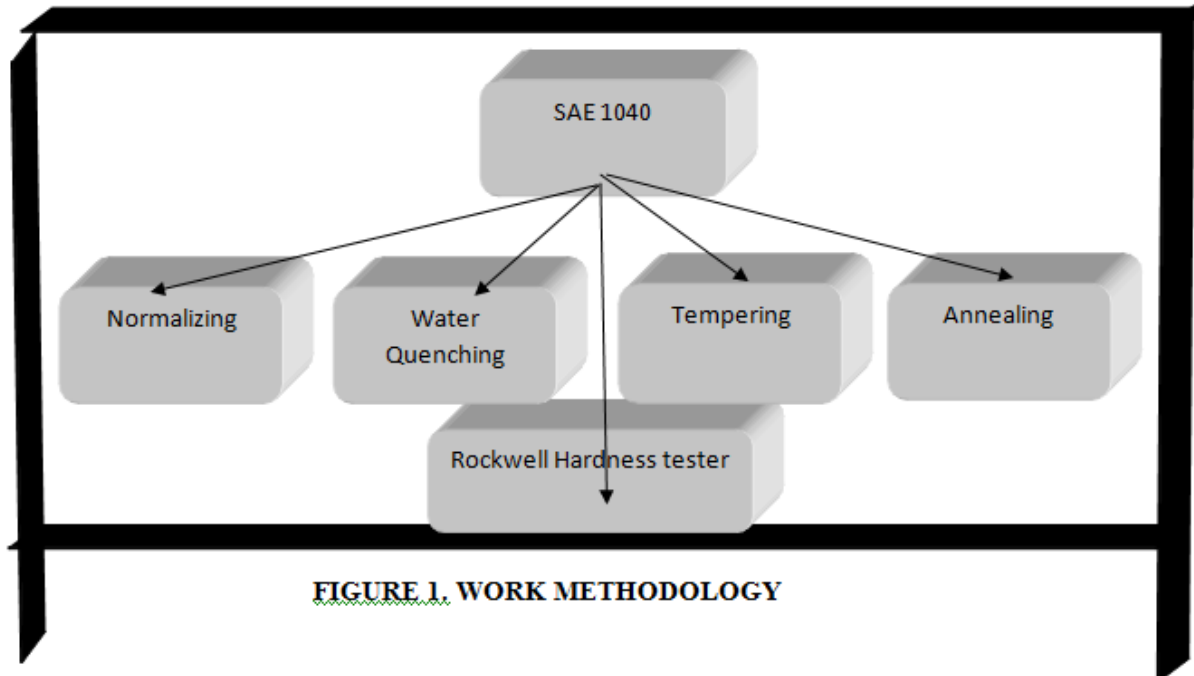 SAE 1040
Normalizing
Water
Quenching
Tempering
Annealing
Rockwell Hardness tester
FIGURE 1. WORK METHODOLOGY